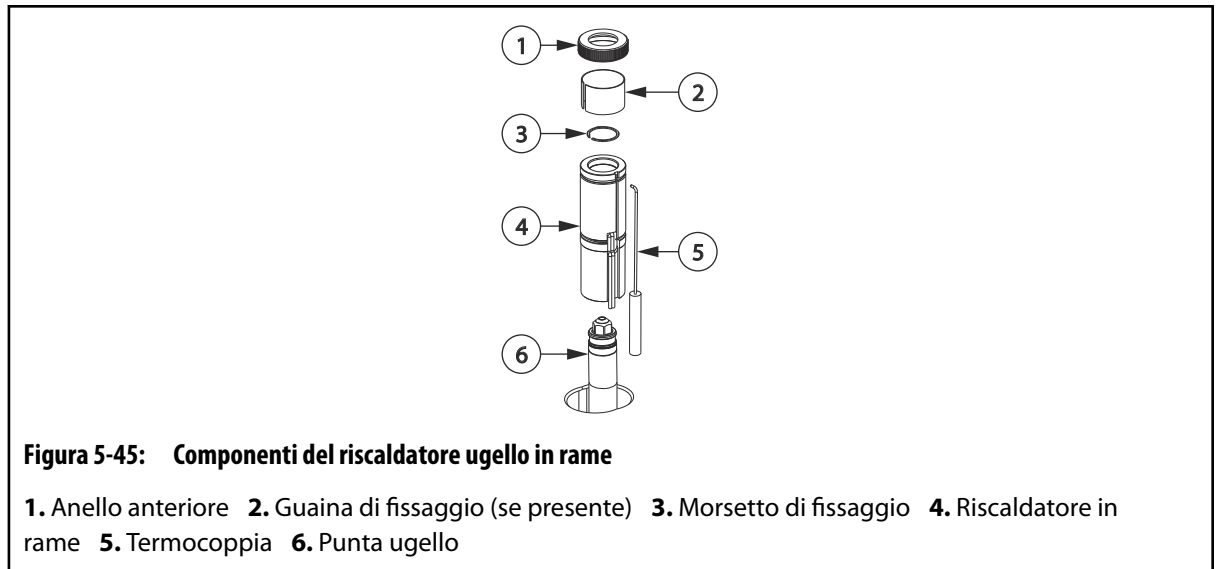 1
2
3
4
5
6
Figura 5-45: Componenti del riscaldatore ugello in rame
1. Anello anteriore 2. Guaina di fissaggio (se presente) 3. Morsetto di fissaggio 4. Riscaldatore in
rame 5. Termocoppia 6. Punta ugello